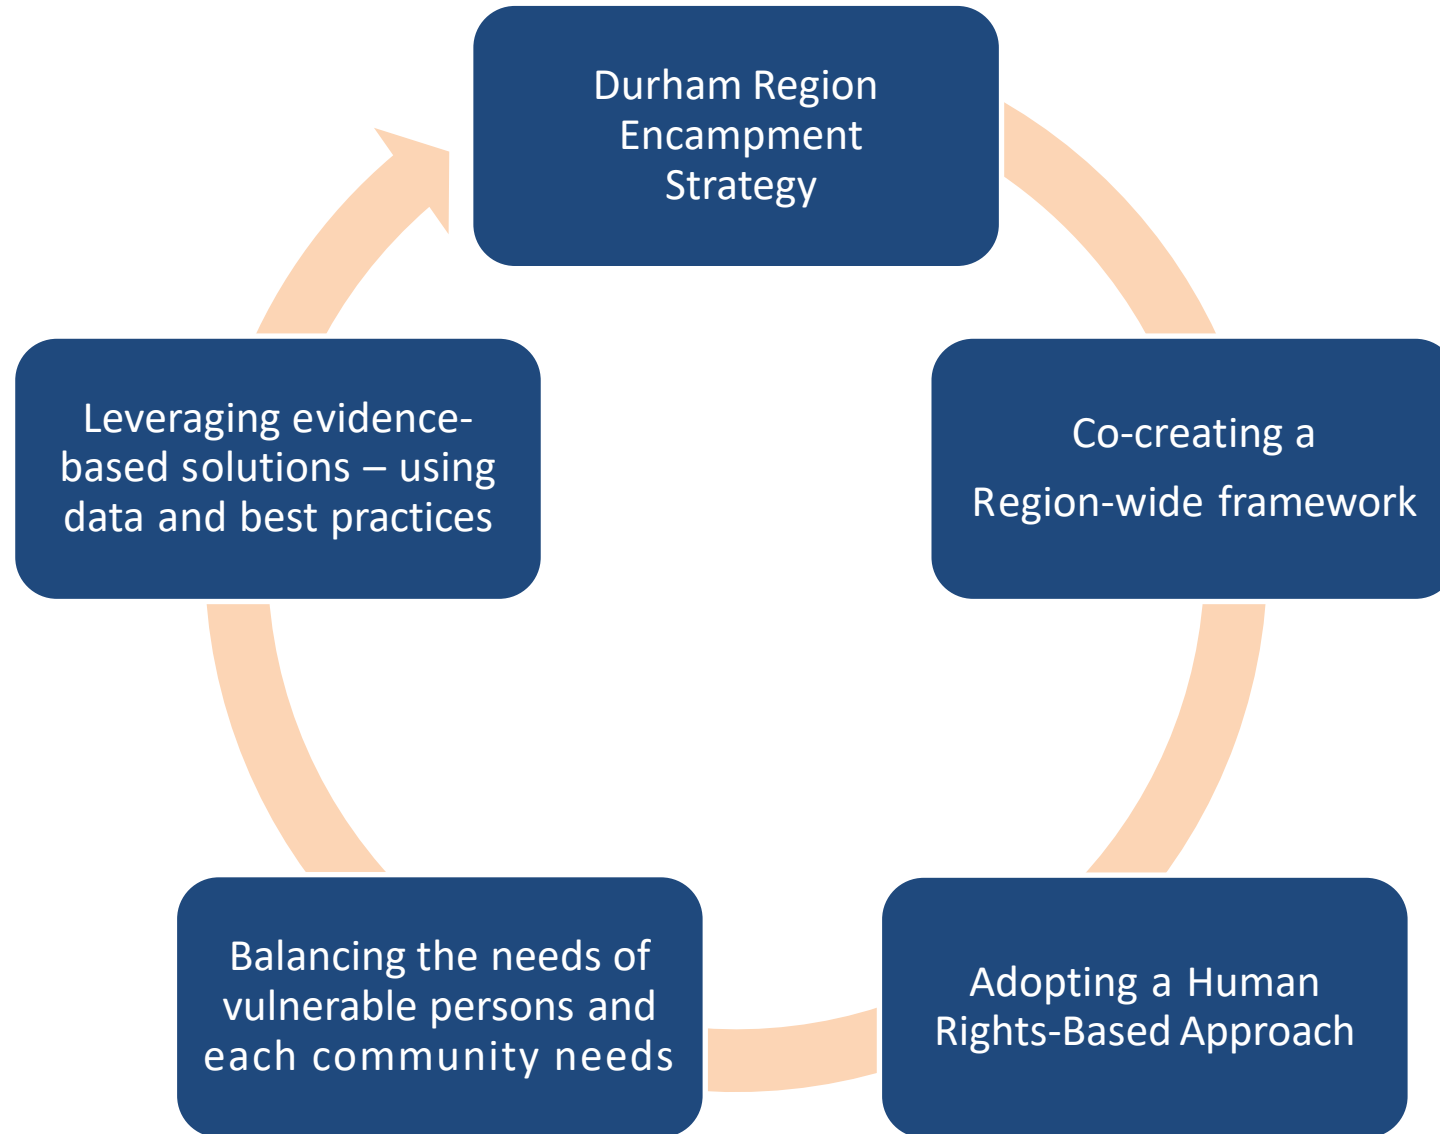 Durham Region
Encampment
Strategy
Co-creating a
Region-wide framework
Adopting a Human
Rights-Based Approach
Balancing the needs of
vulnerable persons and
each community needs
Leveraging evidence-
based solutions – using
data and best practices